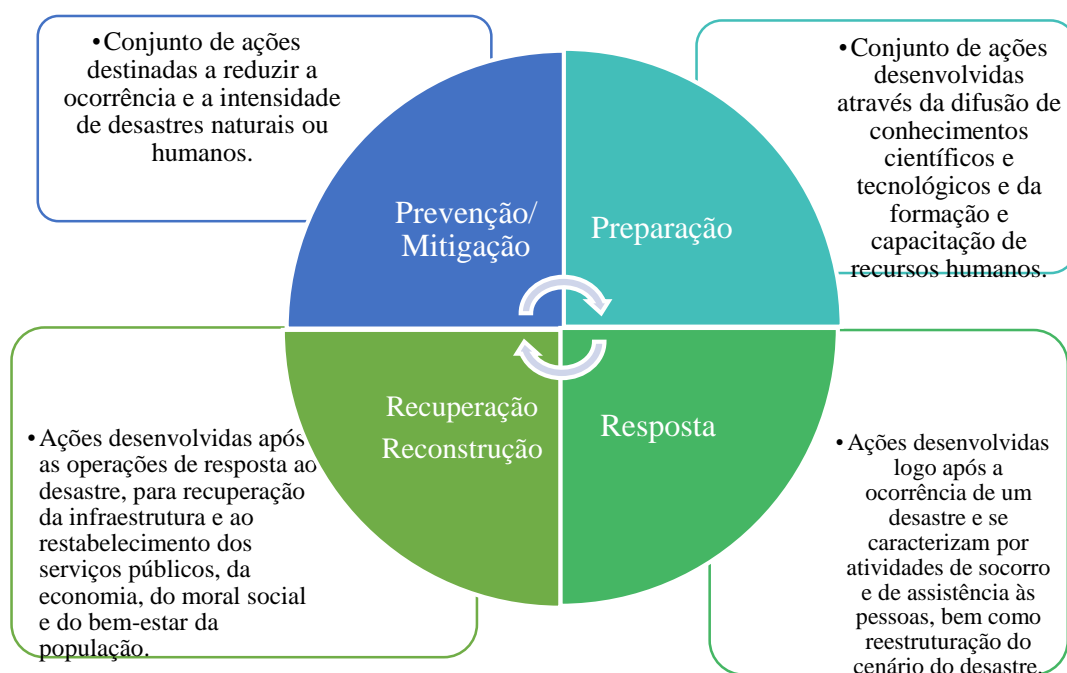 •Conjunto de ações
destinadas a reduzir a
ocorrência e a intensidade
de desastres naturais ou
humanos.
•Conjunto de ações
desenvolvidas
através da difusão de
conhecimentos
científicos e
tecnológicos e da
formação e
capacitação de
recursos humanos.
Prevenção/
Mitigação
Preparação
Recuperação
Reconstrução
Resposta
•Ações desenvolvidas após
as operações de resposta ao
desastre, para recuperação
da infraestrutura e ao
restabelecimento dos
serviços públicos, da
economia, do moral social
e do bem-estar da
população.
•Ações desenvolvidas
logo após a
ocorrência de um
desastre e se
caracterizam por
atividades de socorro
e de assistência às
pessoas, bem como
reestruturação do
cenário do desastre.